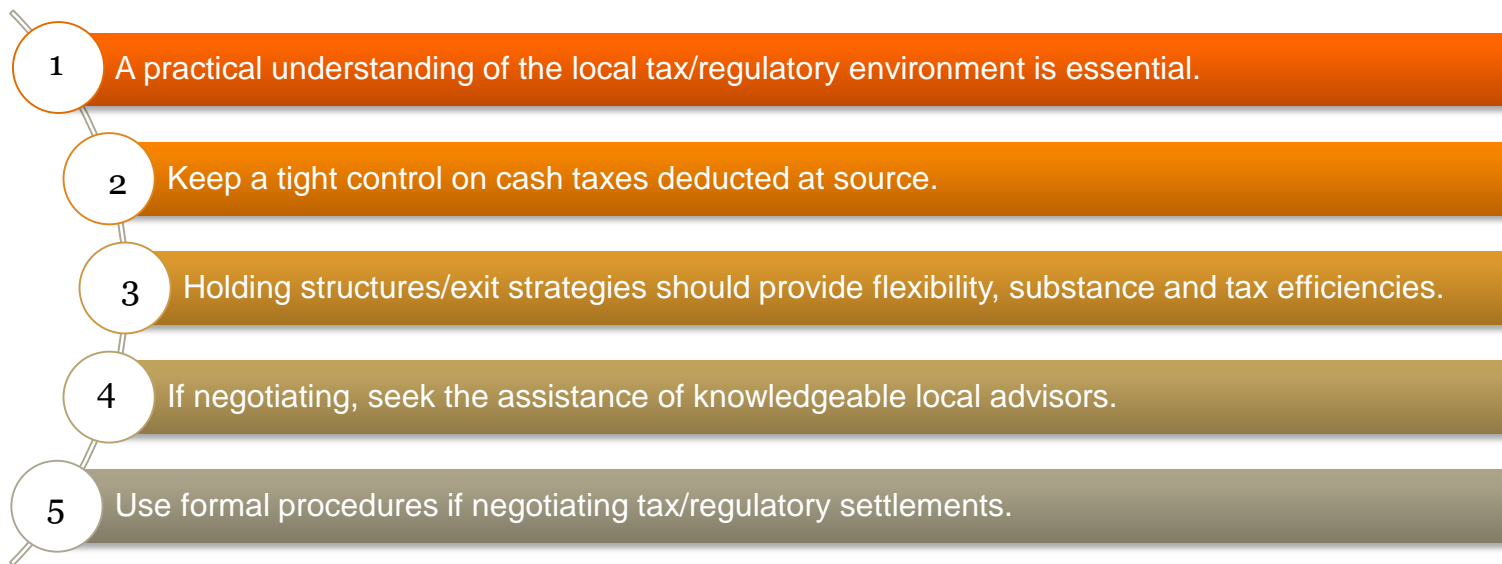 1 A practical understanding of the local tax/regulatory environment is essential.
2 Keep a tight control on cash taxes deducted at source.
3 Holding structures/exit strategies should provide flexibility, substance and tax efficiencies.
4 If negotiating, seek the assistance of knowledgeable local advisors.
5 Use formal procedures if negotiating tax/regulatory settlements.